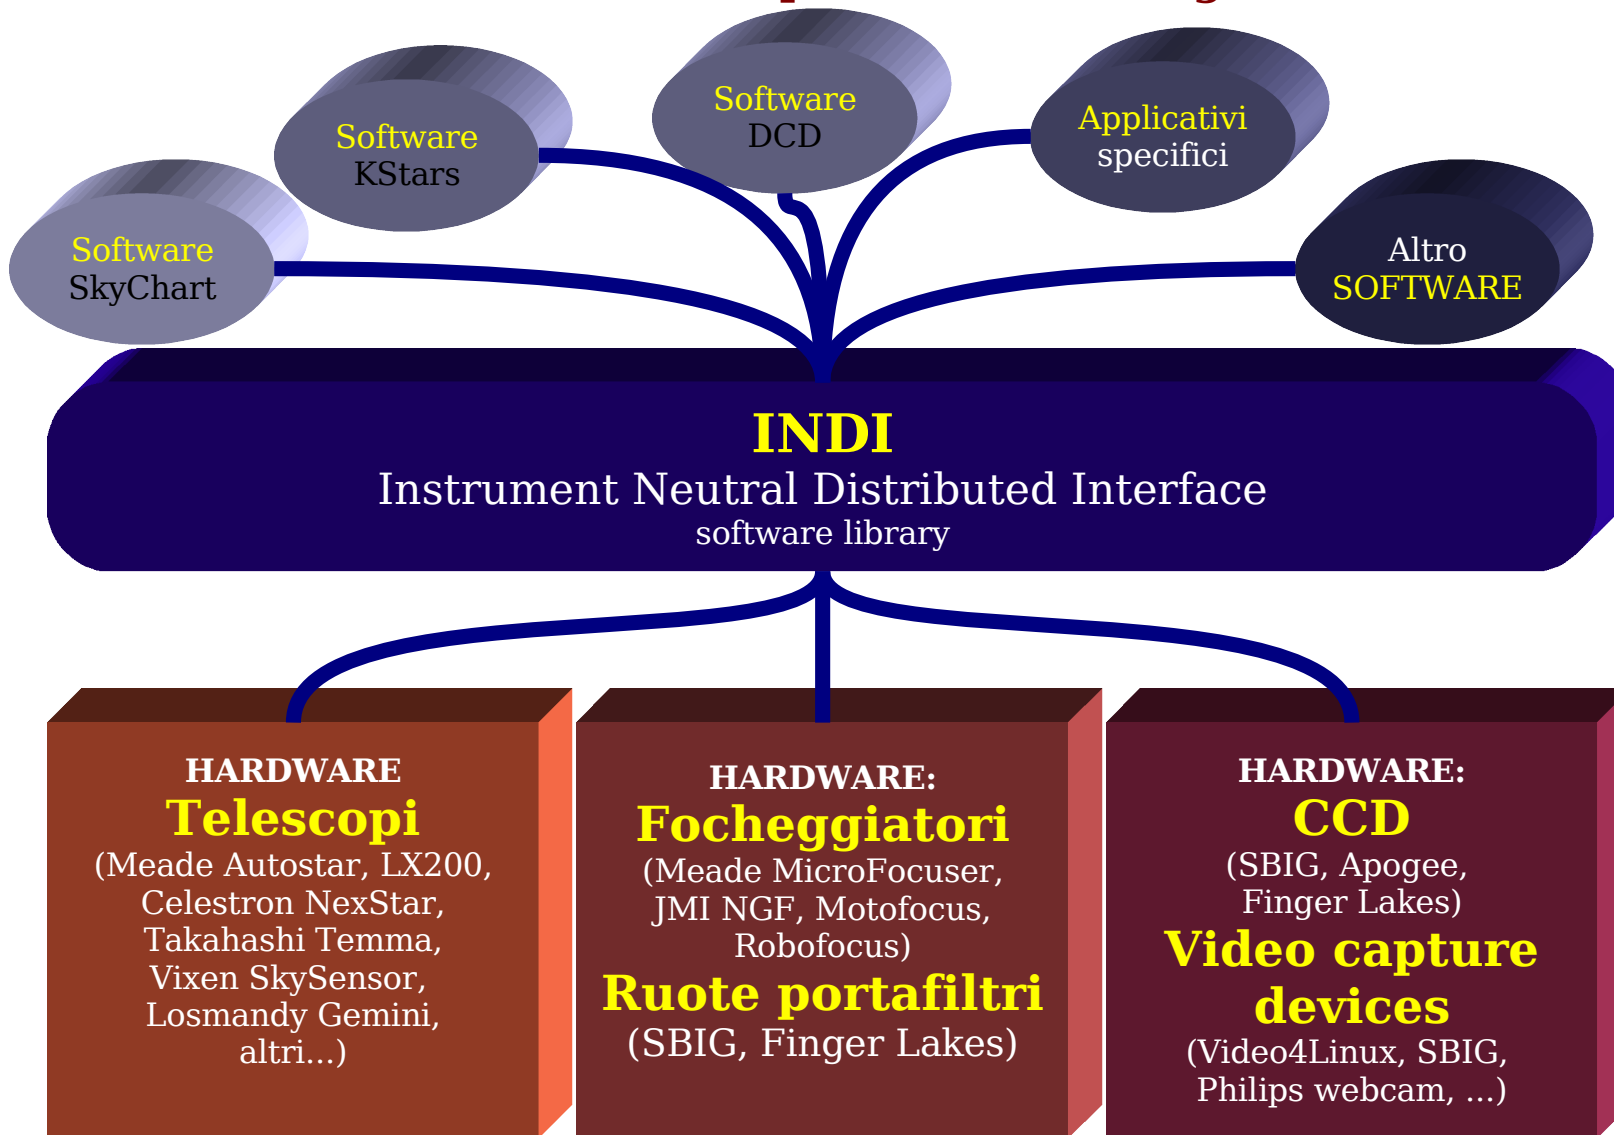 Software
SkyChart
Software
KStars
Software
DCD
Applicativi
specifici
Altro
SOFTWARE
INDI
Instrument Neutral Distributed Interface
software library
HARDWARE
Telescopi
(Meade Autostar, LX200,
Celestron NexStar,
Takahashi Temma,
Vixen SkySensor,
Losmandy Gemini,
altri...)
HARDWARE:
Focheggiatori
(Meade MicroFocuser,
JMI NGF, Motofocus,
Robofocus)
Ruote portafiltri
(SBIG, Finger Lakes)
HARDWARE:
CCD
(SBIG, Apogee,
Finger Lakes)
Video capture
devices
(Video4Linux, SBIG,
Philips webcam, ...)